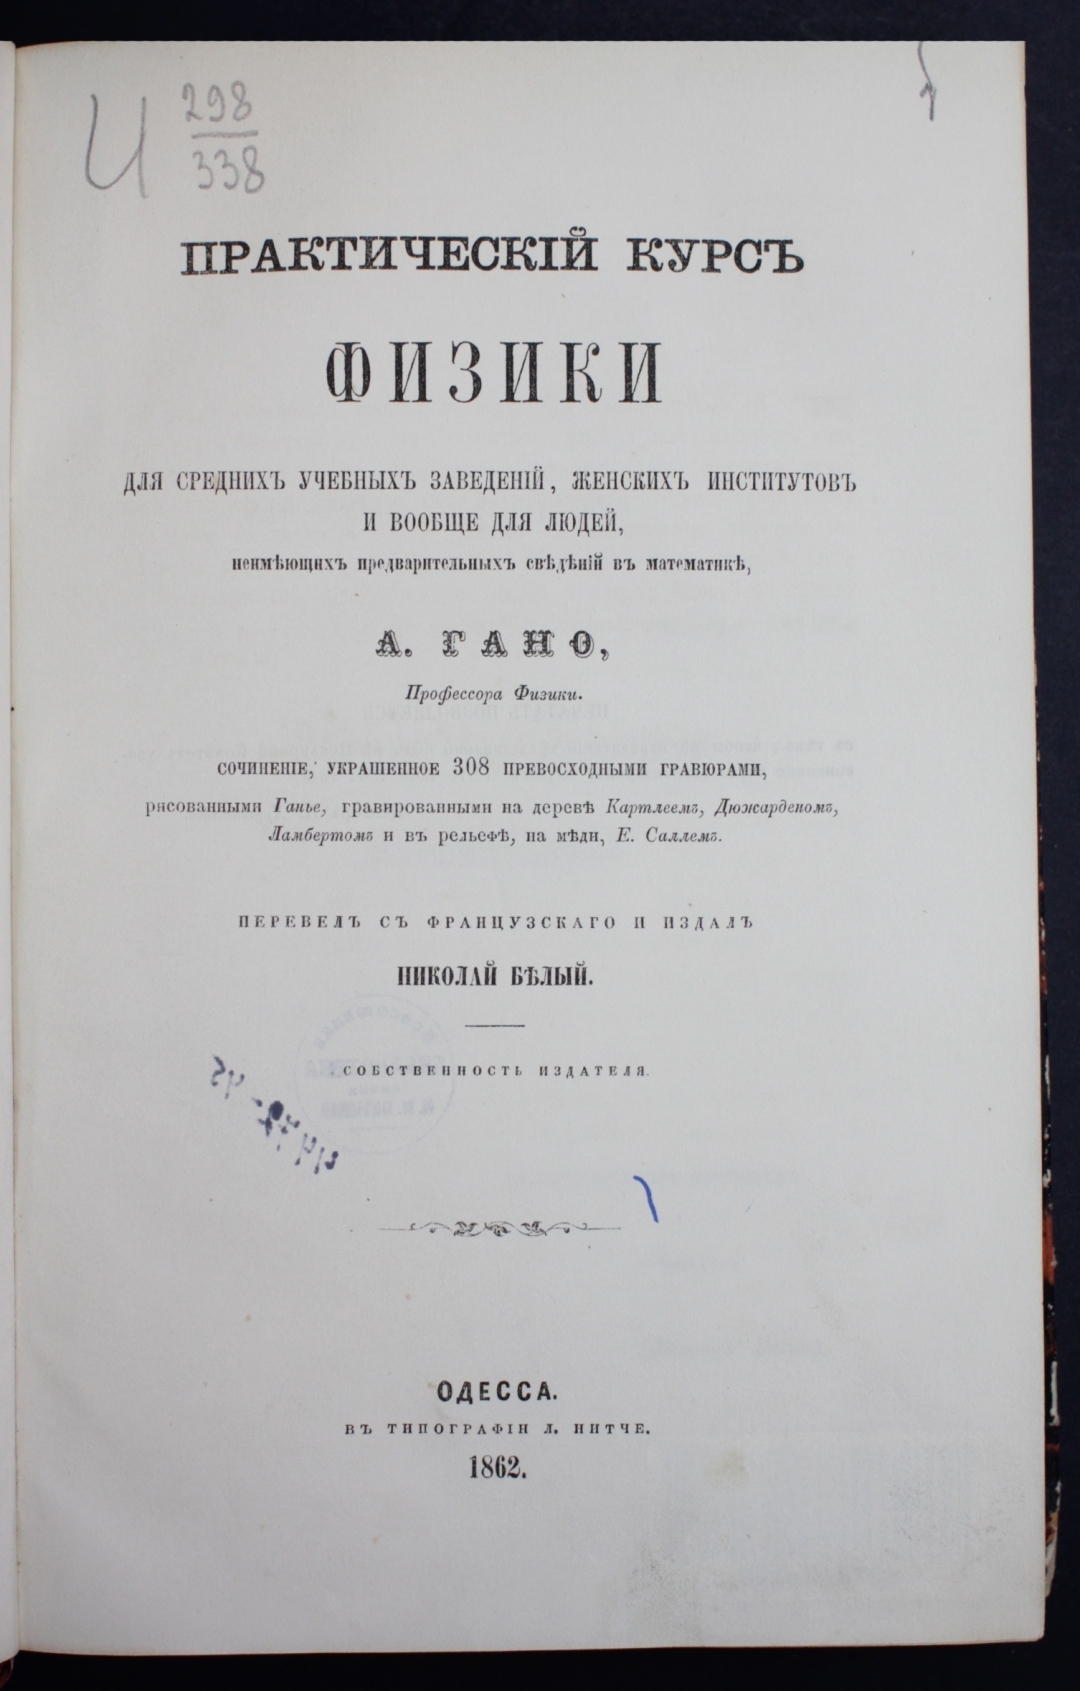 И 298
338
ПРАКТИЧЕСКІЙ КУРСЪ
ФИЗИКИ
ДЛЯ СРЕДНИХЪ УЧЕБНЫХЪ ЗАВЕДЕНІЙ, ЖЕНСКИХЪ ИНСТИТУТОВЪ
И ВООБЩЕ ДЛЯ ЛЮДЕЙ,
неимѣющихъ предварительныхъ свѣдѣній въ математикѣ,
А. ГАНО,
Профессора Физики.
СОЧИНЕНІЕ, УКРАШЕННОЕ 308 ПРЕВОСХОДНЫМИ ГРАВЮРАМИ,
рисованными Ганье, гравированными на деревѣ Картлеемъ, Дюжарденомъ,
Ламбертомъ и въ рельефѣ, на мѣди, Е. Саллемъ.
ПЕРЕВЕЛЪ СЪ ФРАНЦУЗСКАГО И ИЗДАЛЪ
НИКОЛАЙ БѢЛЫЙ.
СОБСТВЕННОСТЬ ИЗДАТЕЛЯ.
ОДЕССА.
ВЪ ТИПОГРАФІИ Л. НИТЧЕ.
1862.